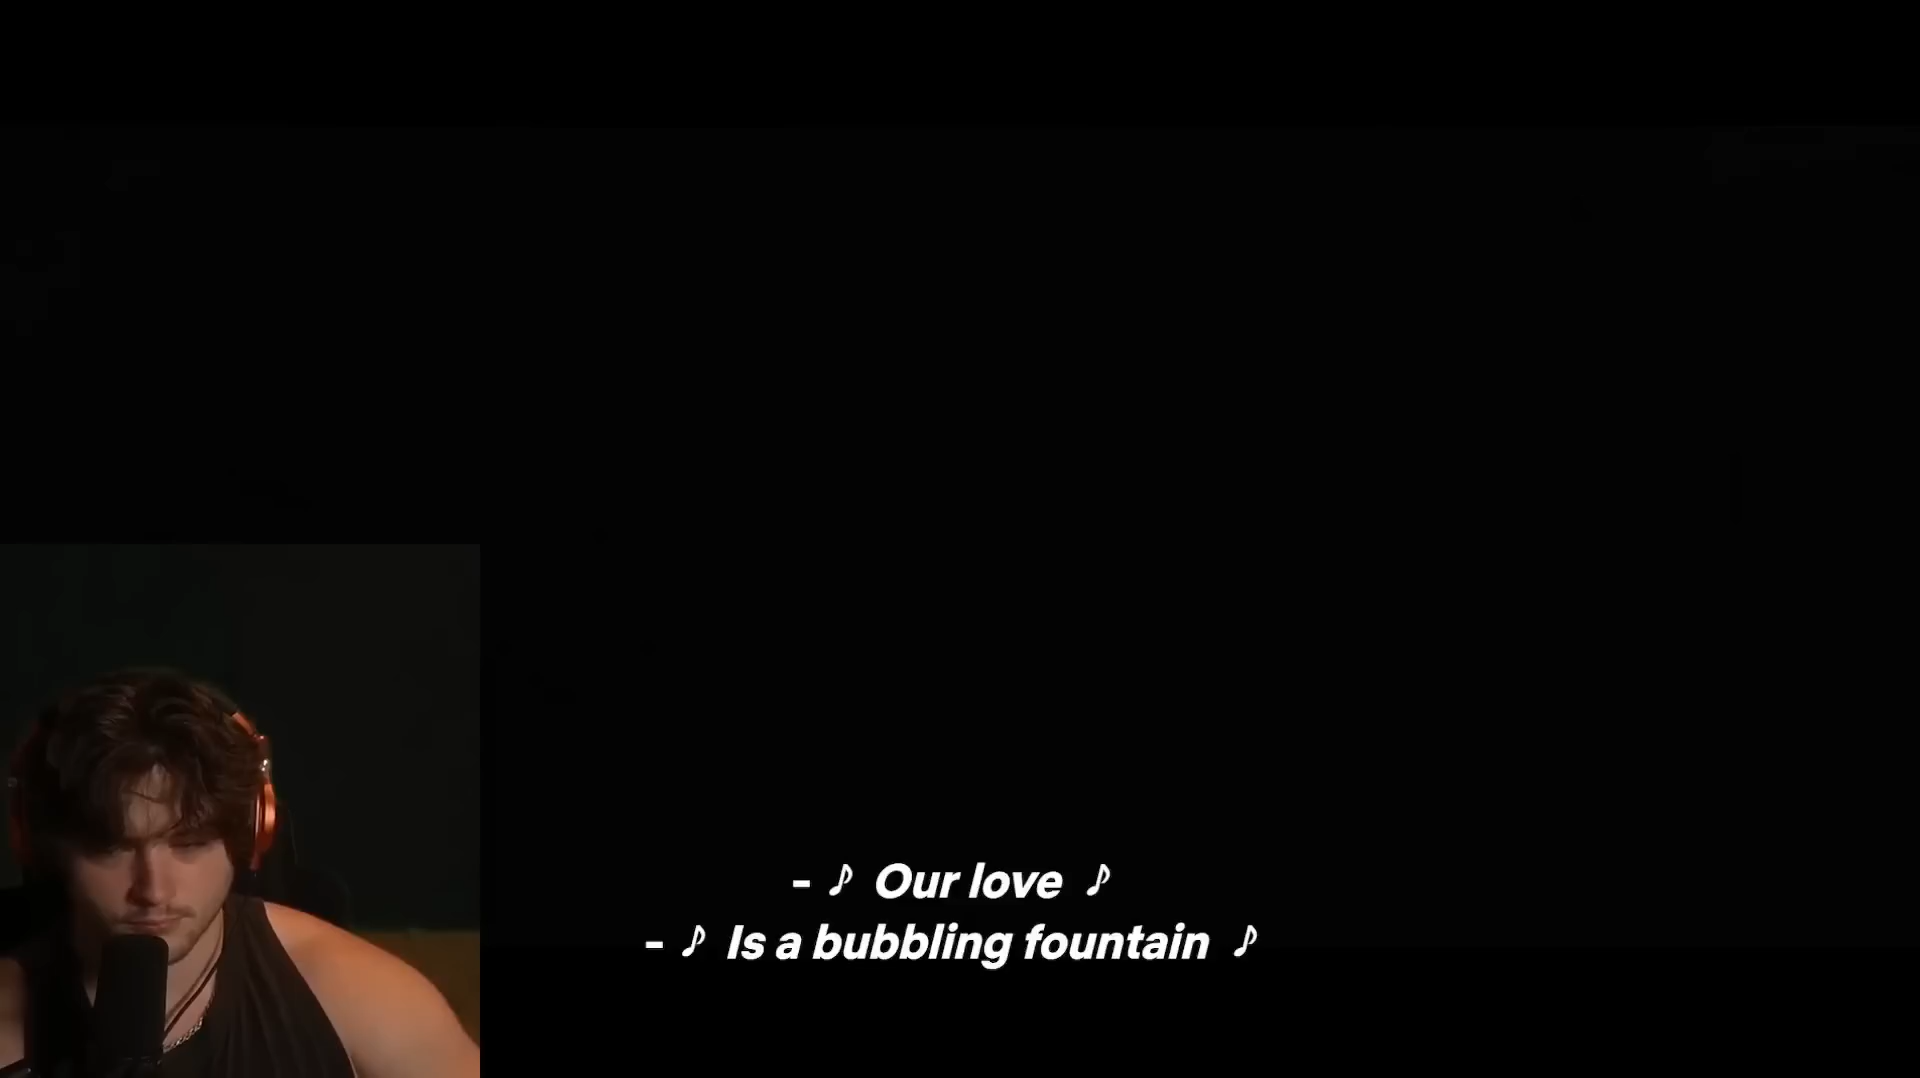 - ♪ Our love ♪
- ♪ Is a bubbling fountain ♪